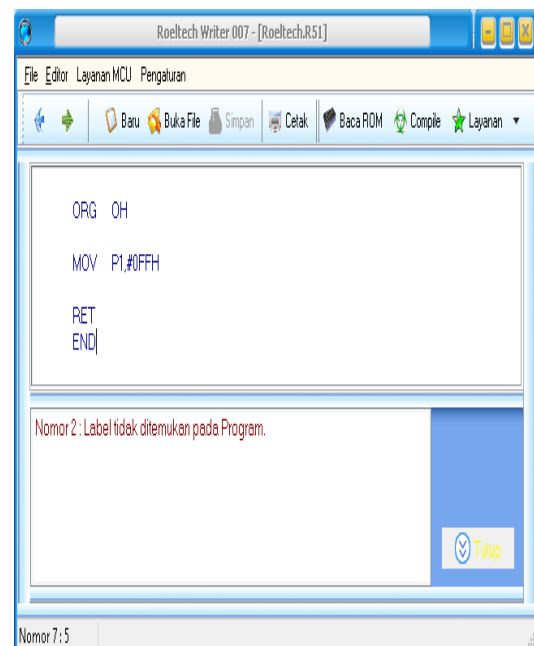 Roeltech Writer 007 - [Roeltech.R51]
File Editor Layanan MCU Pengaturan
Baru Buka File Simpan Cetak Baca ROM Compile Layanan
ORG OH
MOV P1,#0FFH
RET
END
Nomor 2 : Label tidak ditemukan pada Program.
Tutup
Nomor 7 : 5